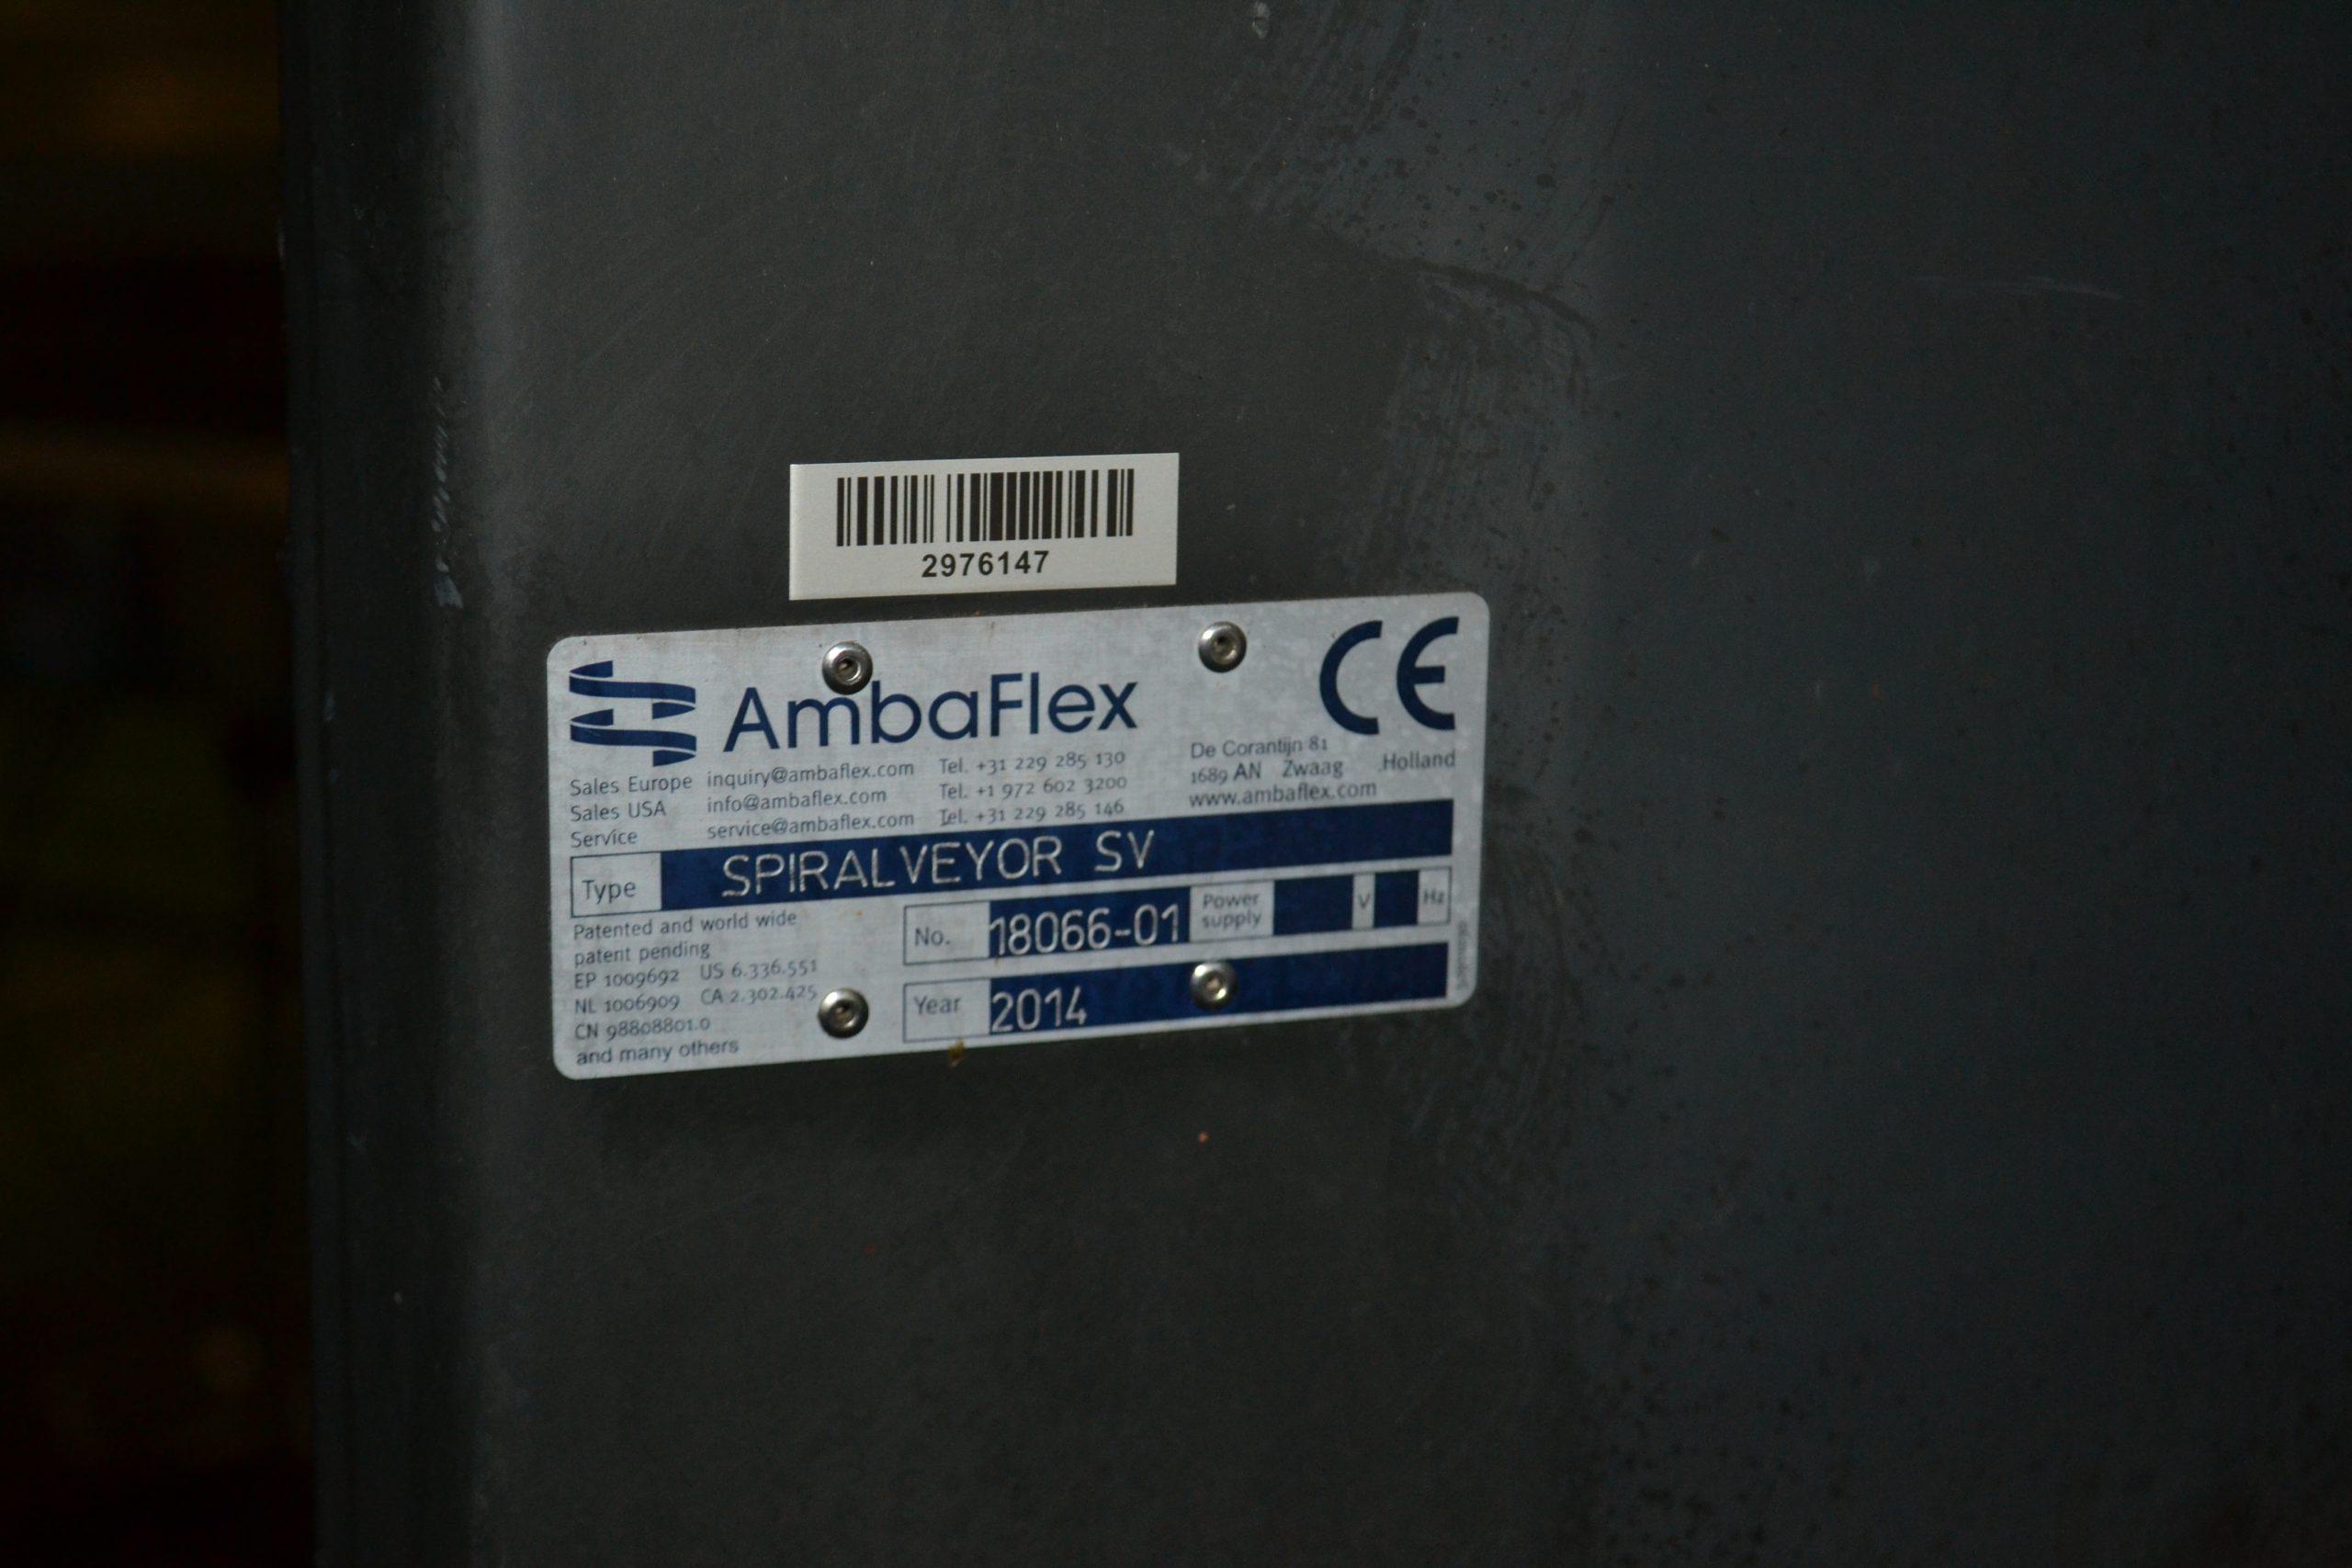 2976147
AmbaFlex
CE
Sales Europe inquiry@ambaflex.com Tel. +31 229 285 130
Sales USA info@ambaflex.com Tel. +1 972 602 3200
Service service@ambaflex.com Tel. +31 229 285 146
De Corantijn 81
1689 AN Zwaag Holland
www.ambaflex.com
Type SPIRALVEYOR SV
Patented and world wide
patent pending
EP 1009692 US 6.336.551
NL 1006909 CA 2.302.425
CN 98808801.0
and many others
No. 18066-01 Power supply V Hz
Year 2014